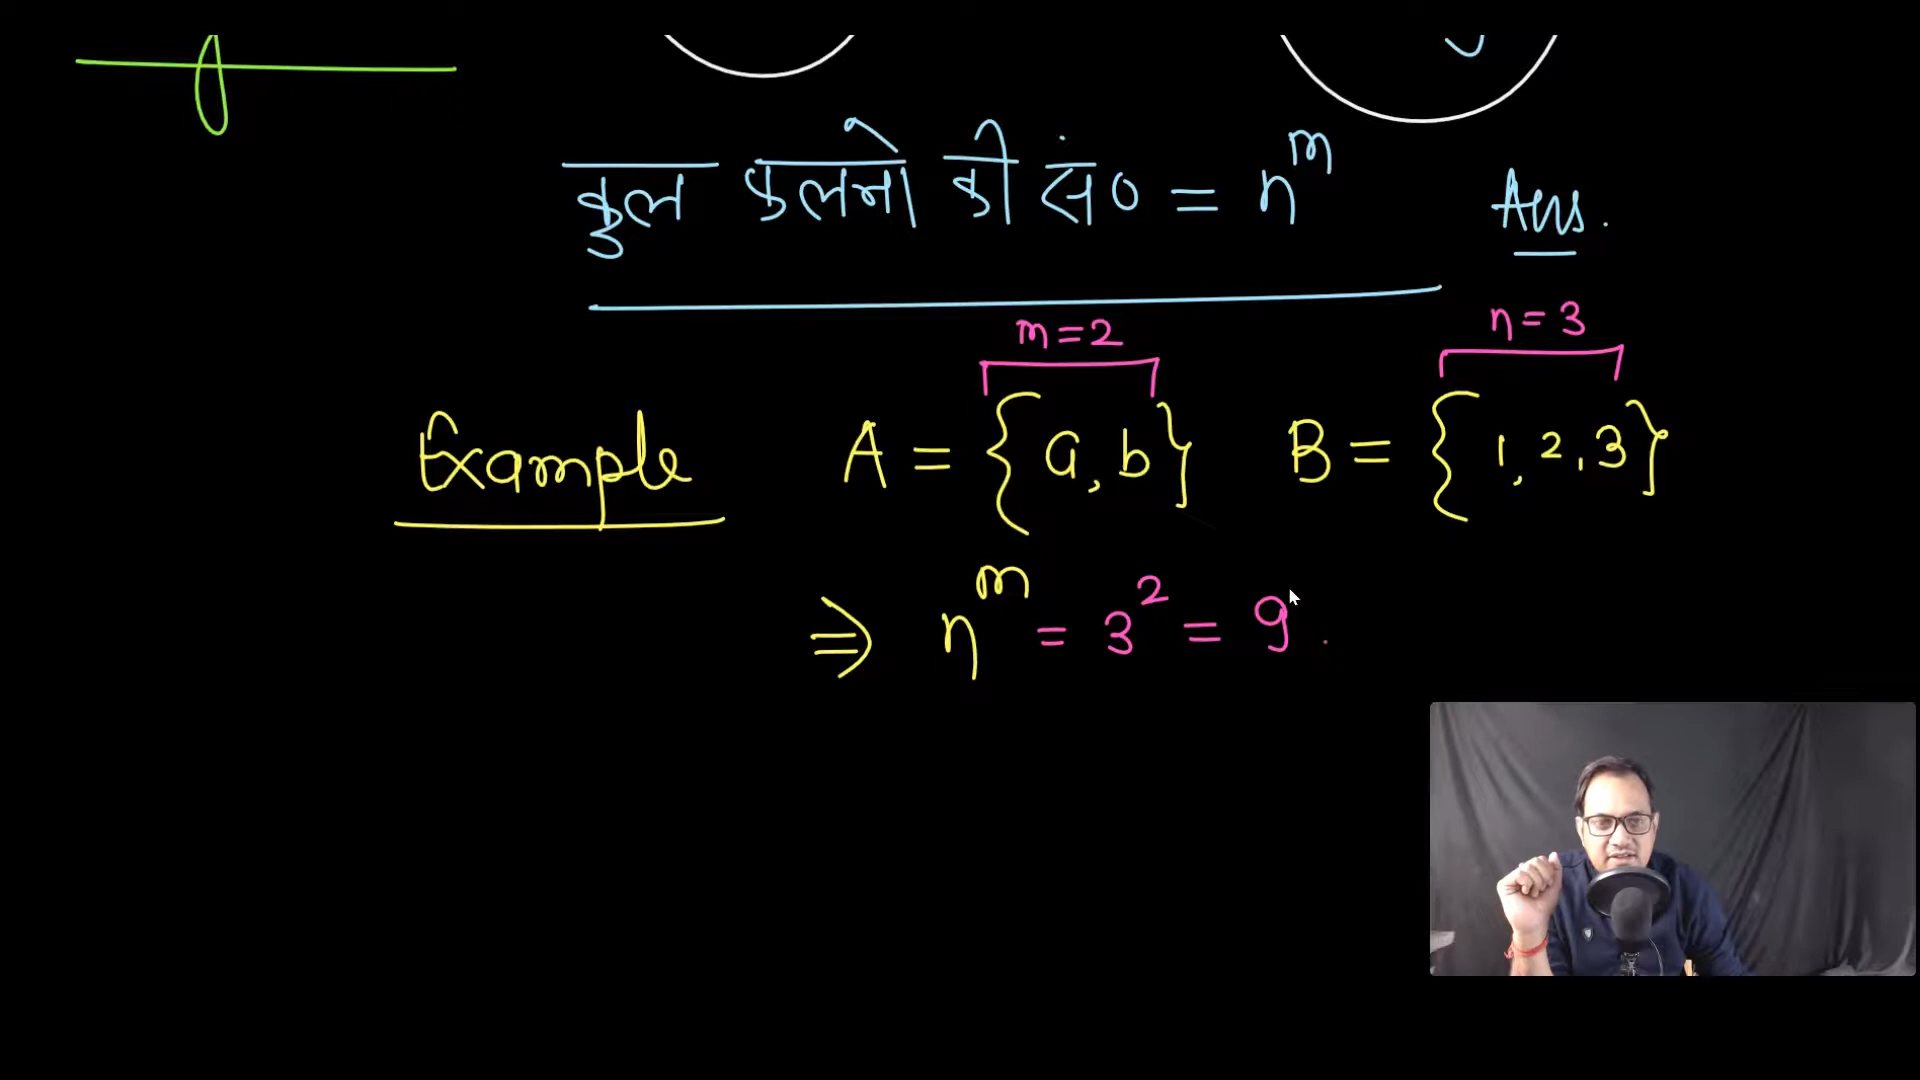 कुल फलनो की सं० = n^m Ans.
m=2 n=3
Example A = {a, b} B = {1, 2, 3}
⇒ n^m = 3^2 = 9.